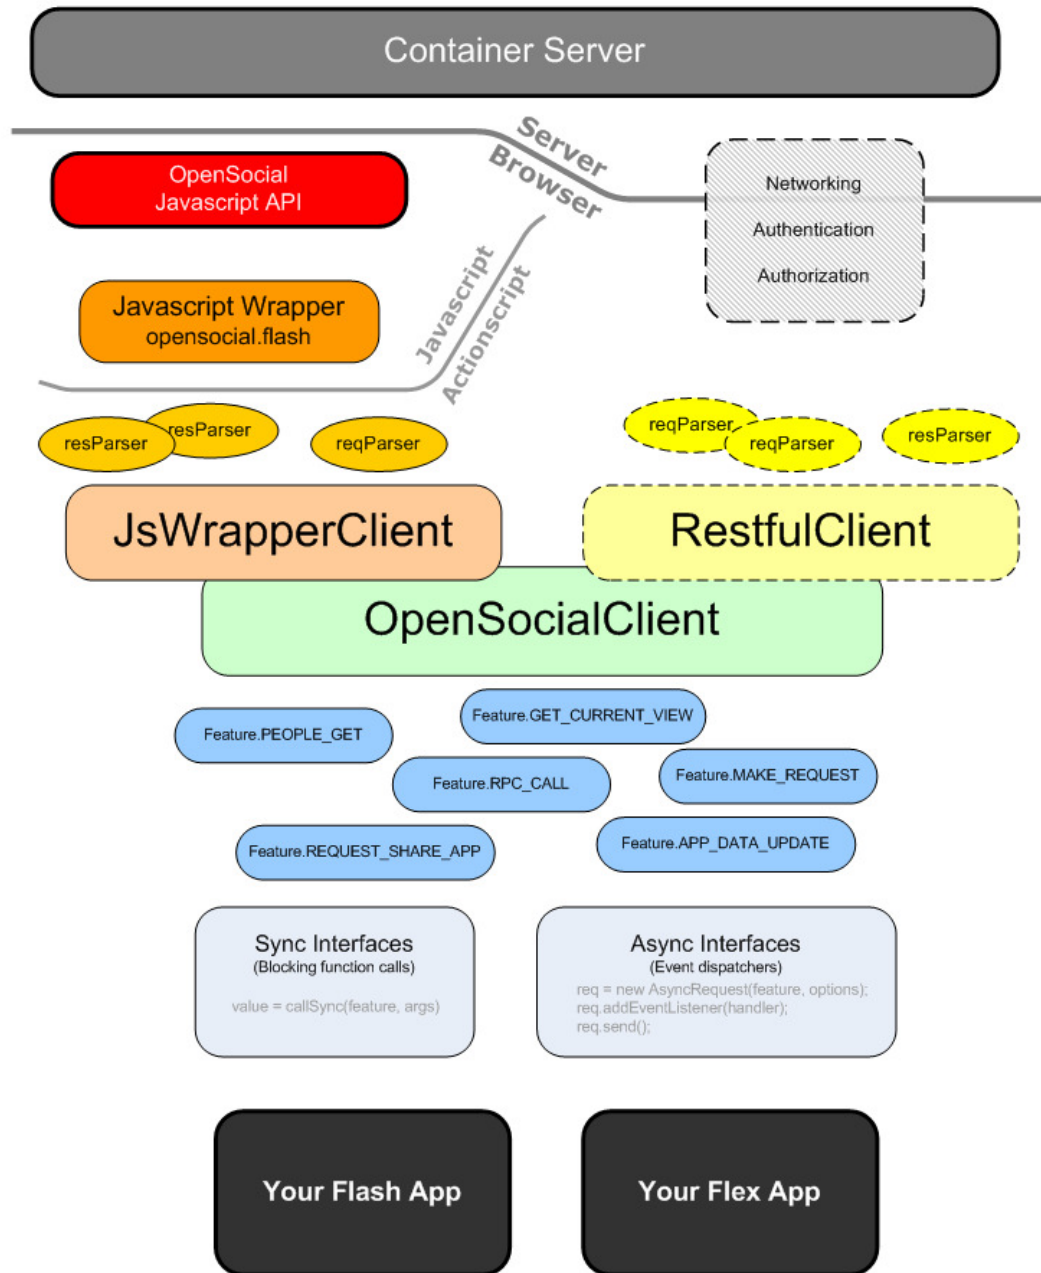 Container Server
Server
Browser
OpenSocial
Javascript API
Networking
Authentication
Authorization
Javascript Wrapper
opensocial.flash
Javascript
Actionscript
resParser
resParser
reqParser
reqParser
reqParser
resParser
JsWrapperClient
RestfulClient
OpenSocialClient
Feature.PEOPLE_GET
Feature.GET_CURRENT_VIEW
Feature.RPC_CALL
Feature.MAKE_REQUEST
Feature.REQUEST_SHARE_APP
Feature.APP_DATA_UPDATE
Sync Interfaces
(Blocking function calls)
value = callSync(feature, args)
Async Interfaces
(Event dispatchers)
req = new AsyncRequest(feature, options);
req.addEventListener(handler);
req.send();
Your Flash App
Your Flex App